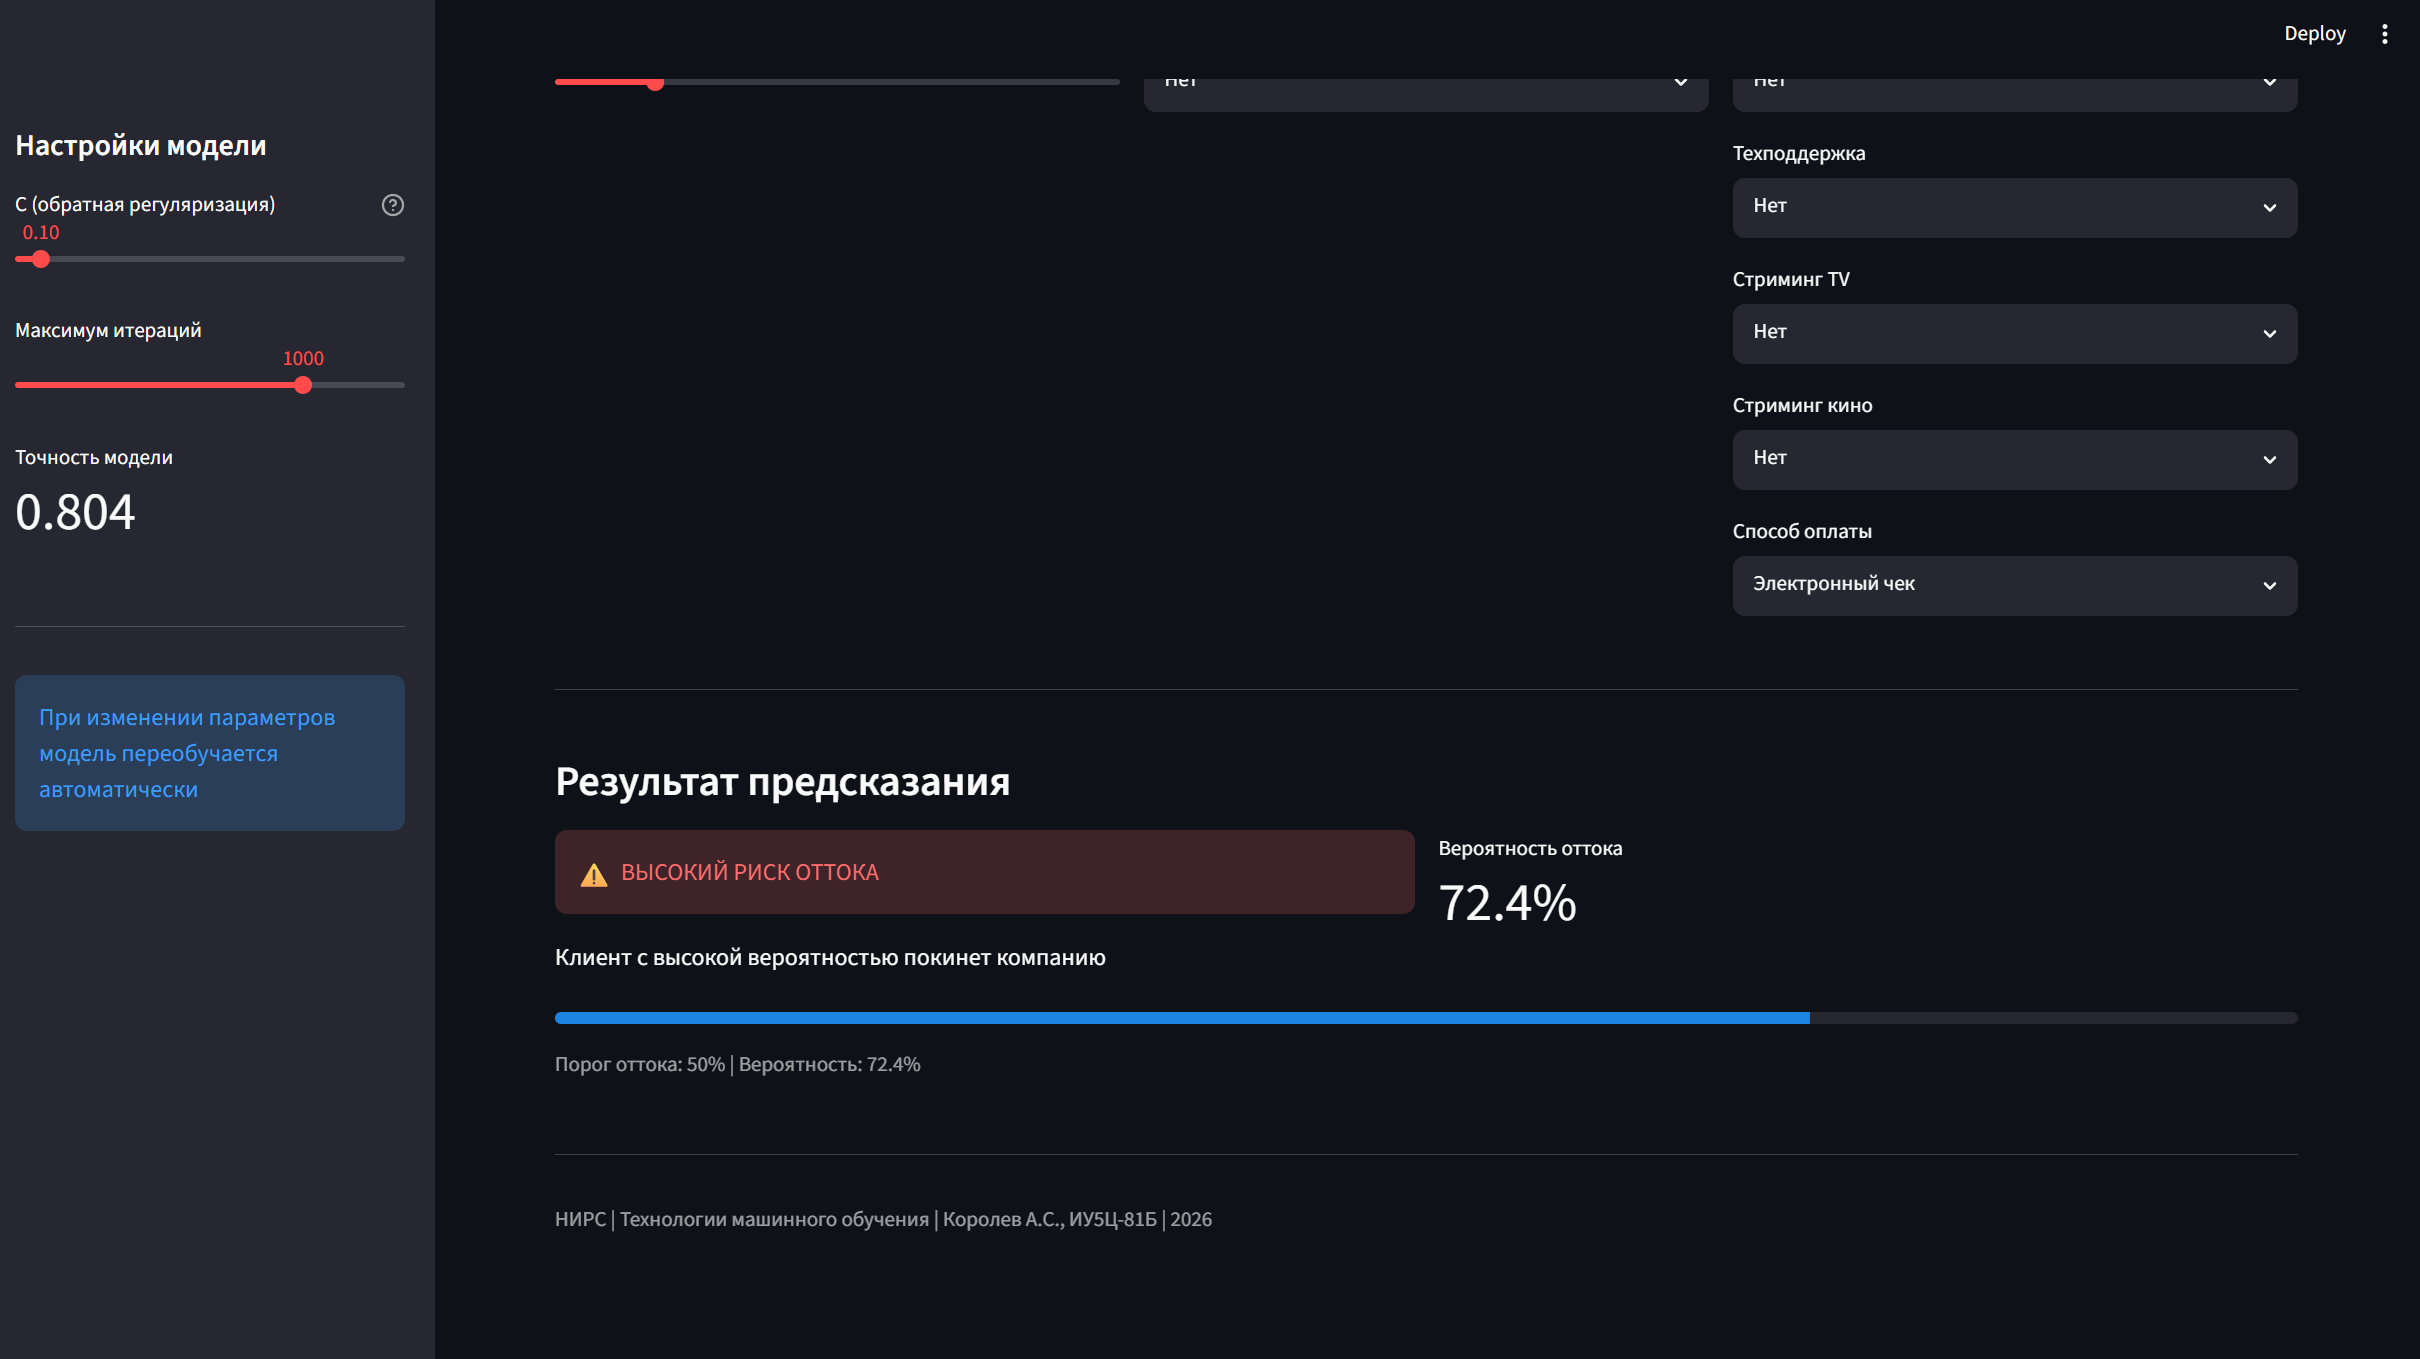 Deploy
Настройки модели
C (обратная регуляризация)
0.10
Максимум итераций
1000
Точность модели
0.804
При изменении параметров
модель переобучается
автоматически
Нет
Нет
Техподдержка
Нет
Стриминг TV
Нет
Стриминг кино
Нет
Способ оплаты
Электронный чек
Результат предсказания
ВЫСОКИЙ РИСК ОТТОКА
Вероятность оттока
72.4%
Клиент с высокой вероятностью покинет компанию
Порог оттока: 50% | Вероятность: 72.4%
НИРС | Технологии машинного обучения | Королев А.С., ИУ5Ц-81Б | 2026